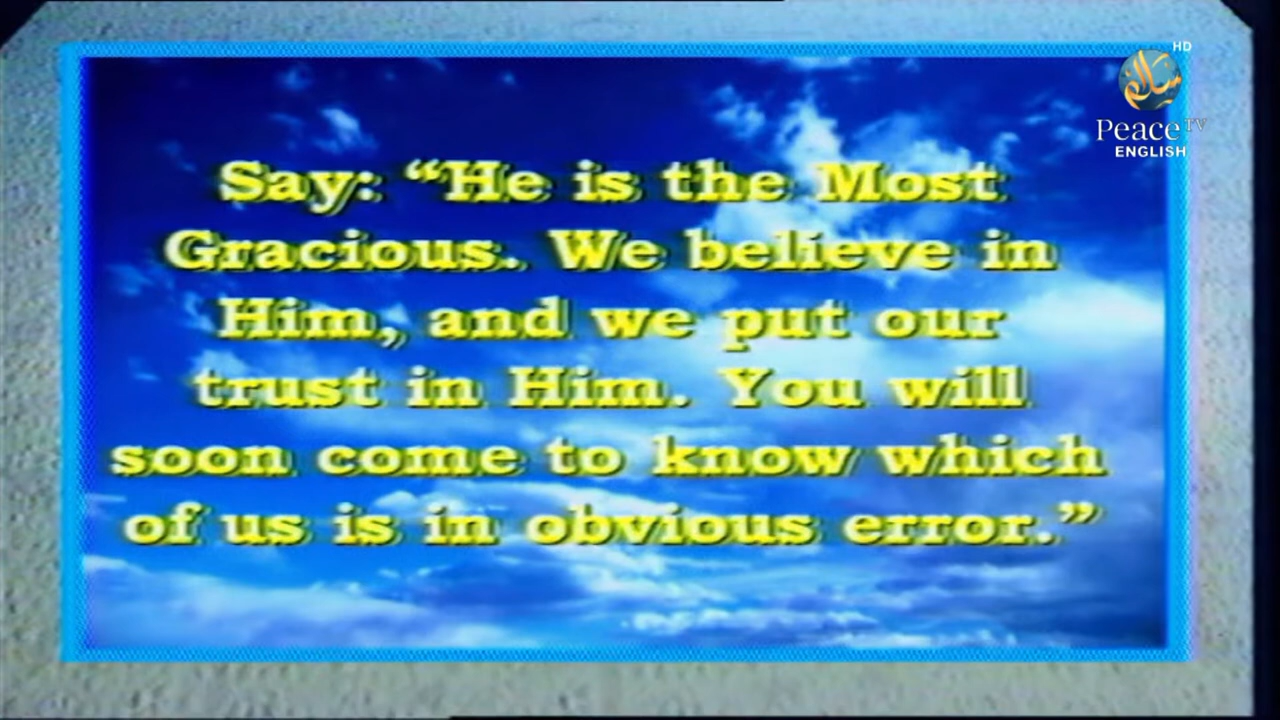 HD
سلام
Peace TV
ENGLISH
Say: “He is the Most
Gracious. We believe in
Him, and we put our
trust in Him. You will
soon come to know which
of us is in obvious error.”